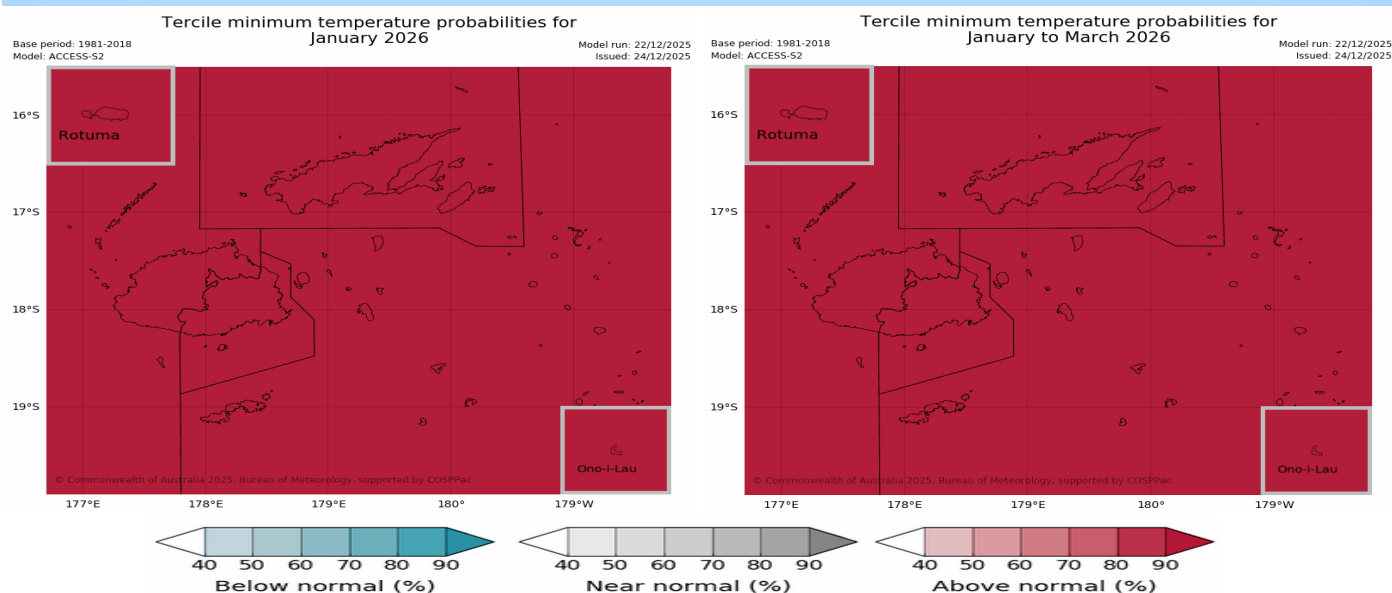 Tercile minimum temperature probabilities for
January 2026
Base period: 1981-2018
Model: ACCESS-S2
Model run: 22/12/2025
Issued: 24/12/2025
16°S
17°S
18°S
19°S
Rotuma
Ono-i-Lau
© Commonwealth of Australia 2025, Bureau of Meteorology, supported by COSPPac
177°E
178°E
179°E
180°
179°W
Tercile minimum temperature probabilities for
January to March 2026
Base period: 1981-2018
Model: ACCESS-S2
Model run: 22/12/2025
Issued: 24/12/2025
16°S
17°S
18°S
19°S
Rotuma
Ono-i-Lau
© Commonwealth of Australia 2025, Bureau of Meteorology, supported by COSPPac
177°E
178°E
179°E
180°
179°W
40 50 60 70 80 90
Below normal (%)
40 50 60 70 80 90
Near normal (%)
40 50 60 70 80 90
Above normal (%)